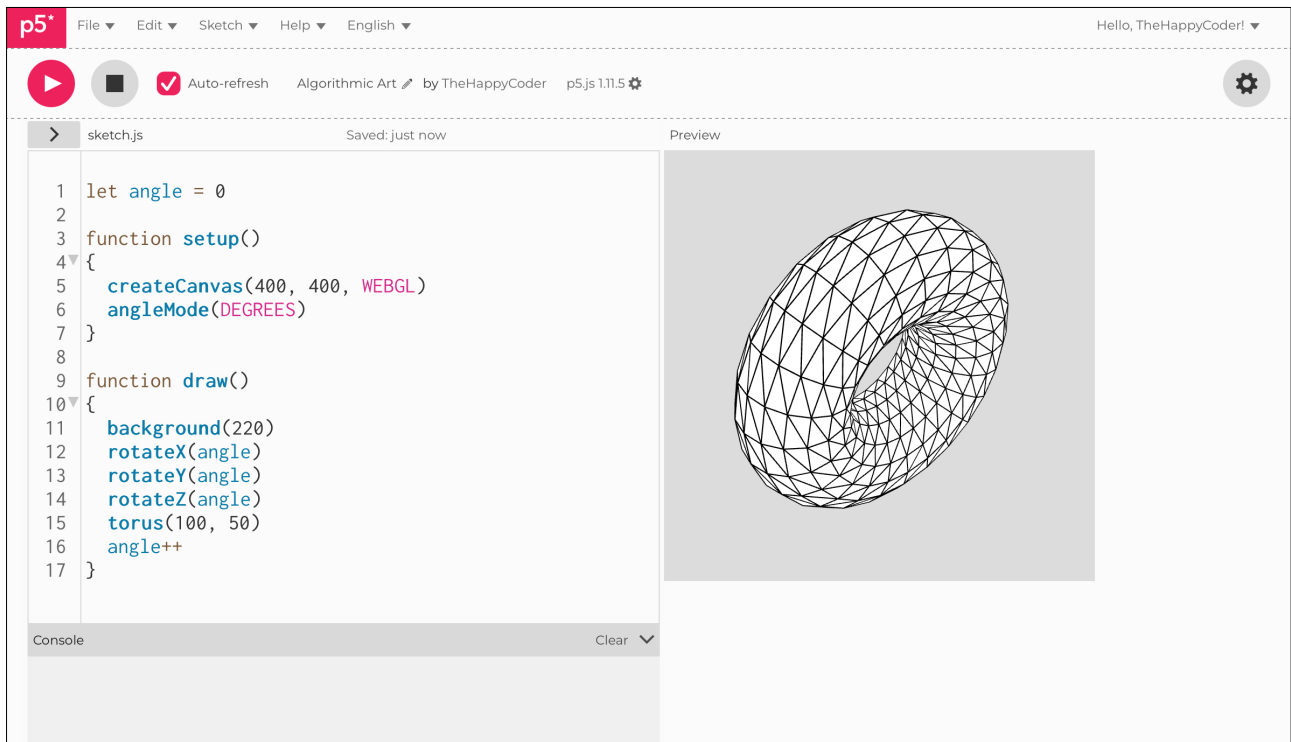 p5* File Edit Sketch Help English Hello, TheHappyCoder!
Auto-refresh Algorithmic Art by TheHappyCoder p5.js 1.11.5
sketch.js Saved: just now Preview
1 let angle = 0
2
3 function setup()
4 {
5 createCanvas(400, 400, WEBGL)
6 angleMode(DEGREES)
7 }
8
9 function draw()
10 {
11 background(220)
12 rotateX(angle)
13 rotateY(angle)
14 rotateZ(angle)
15 torus(100, 50)
16 angle++
17 }
Console Clear